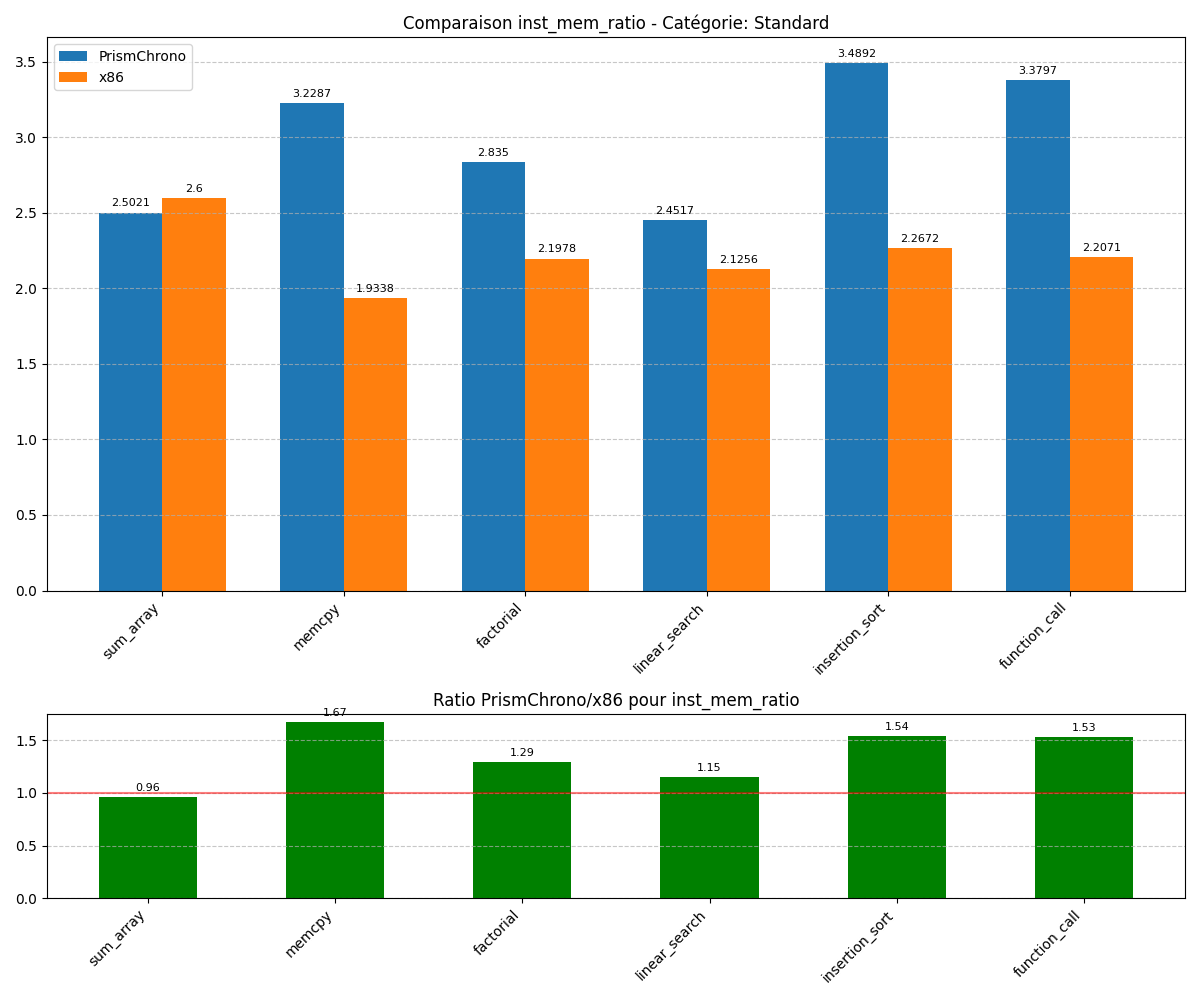 Comparaison inst_mem_ratio - Catégorie: Standard
PrismChrono
x86
3.5
3.0
2.5
2.0
1.5
1.0
0.5
0.0
2.5021
2.6
3.2287
1.9338
2.835
2.1978
2.4517
2.1256
3.4892
2.2672
3.3797
2.2071
sum_array
memcpy
factorial
linear_search
insertion_sort
function_call
Ratio PrismChrono/x86 pour inst_mem_ratio
1.5
1.0
0.5
0.0
0.96
1.67
1.29
1.15
1.54
1.53
sum_array
memcpy
factorial
linear_search
insertion_sort
function_call